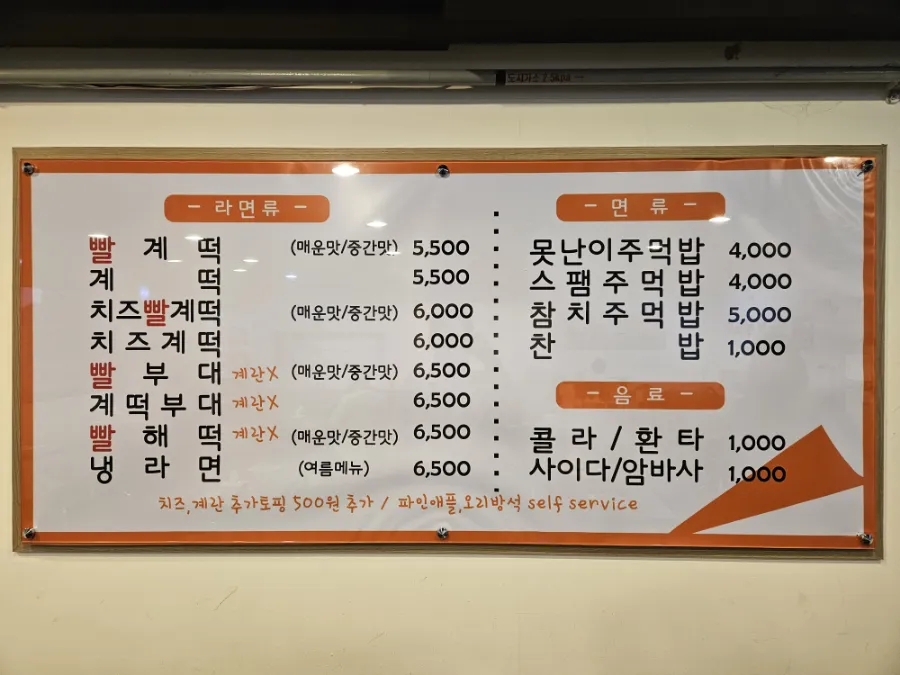 - 라면류 -
빨계떡 (매운맛/중간맛) 5,500
계떡 5,500
치즈빨계떡 (매운맛/중간맛) 6,000
치즈계떡 6,000
빨부대 계란X (매운맛/중간맛) 6,500
계떡부대 계란X 6,500
빨해떡 계란X (매운맛/중간맛) 6,500
냉라면 (여름메뉴) 6,500
- 면류 -
못난이주먹밥 4,000
스팸주먹밥 4,000
참치주먹밥 5,000
찬밥 1,000
- 음료 -
콜라/환타 1,000
사이다/암바사 1,000
치즈,계란 추가토핑 500원 추가 / 파인애플,오리방석 self service